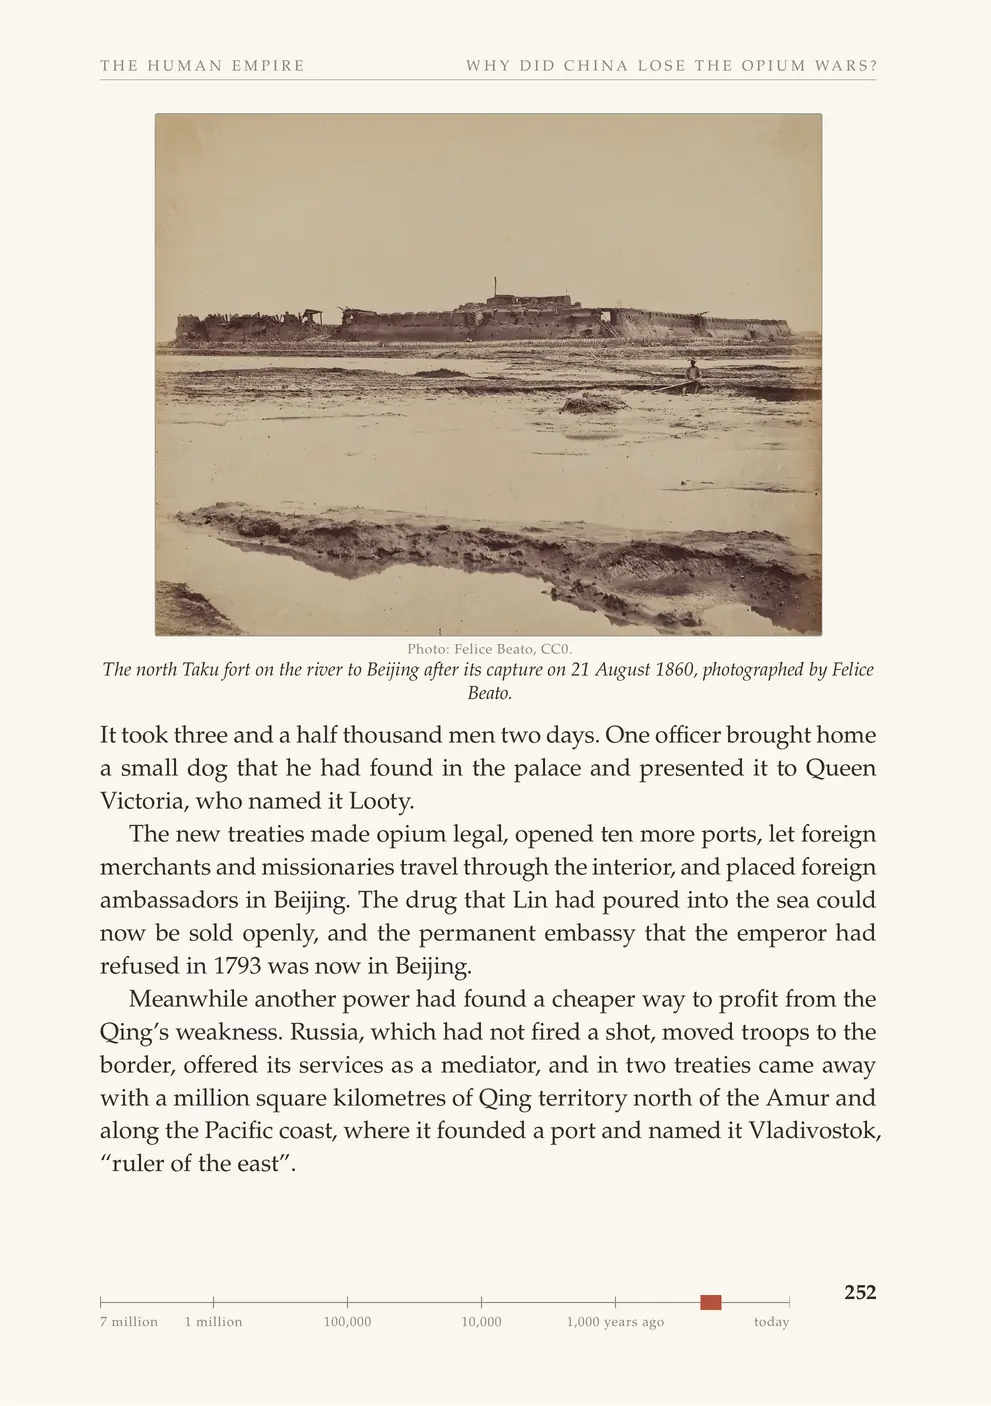 THE HUMAN EMPIRE
WHY DID CHINA LOSE THE OPIUM WARS?
Photo: Felice Beato, CC0.
The north Taku fort on the river to Beijing after its capture on 21 August 1860, photographed by Felice
Beato.
It took three and a half thousand men two days. One officer brought home
a small dog that he had found in the palace and presented it to Queen
Victoria, who named it Looty.
The new treaties made opium legal, opened ten more ports, let foreign
merchants and missionaries travel through the interior, and placed foreign
ambassadors in Beijing. The drug that Lin had poured into the sea could
now be sold openly, and the permanent embassy that the emperor had
refused in 1793 was now in Beijing.
Meanwhile another power had found a cheaper way to profit from the
Qing’s weakness. Russia, which had not fired a shot, moved troops to the
border, offered its services as a mediator, and in two treaties came away
with a million square kilometres of Qing territory north of the Amur and
along the Pacific coast, where it founded a port and named it Vladivostok,
“ruler of the east”.
252
7 million 1 million 100,000 10,000 1,000 years ago today